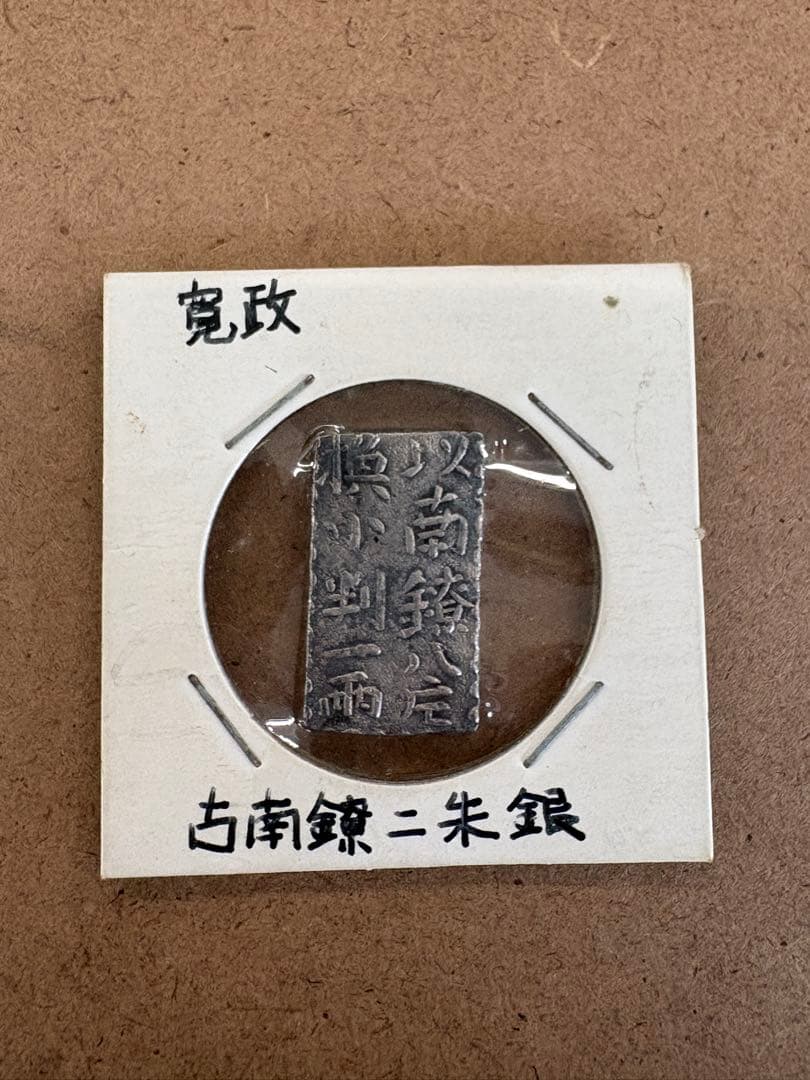 寛政
以南鐐八片
換小判一兩
古南鐐二朱銀